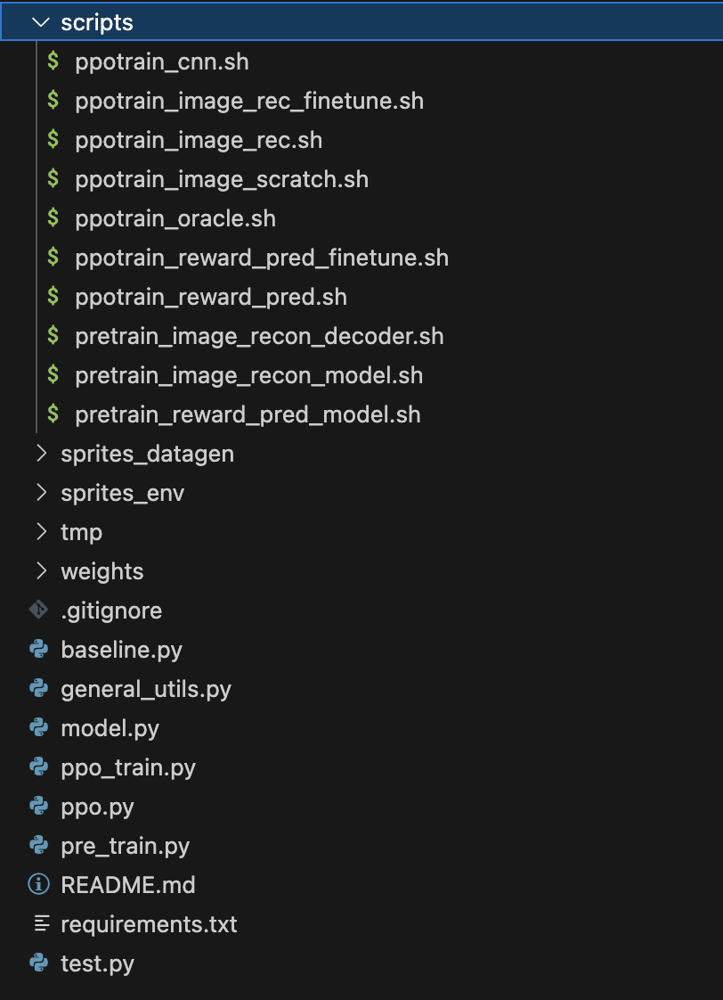 scripts
$ ppotrain_cnn.sh
$ ppotrain_image_rec_finetune.sh
$ ppotrain_image_rec.sh
$ ppotrain_image_scratch.sh
$ ppotrain_oracle.sh
$ ppotrain_reward_pred_finetune.sh
$ ppotrain_reward_pred.sh
$ pretrain_image_recon_decoder.sh
$ pretrain_image_recon_model.sh
$ pretrain_reward_pred_model.sh
sprites_datagen
sprites_env
tmp
weights
.gitignore
baseline.py
general_utils.py
model.py
ppo_train.py
ppo.py
pre_train.py
README.md
requirements.txt
test.py